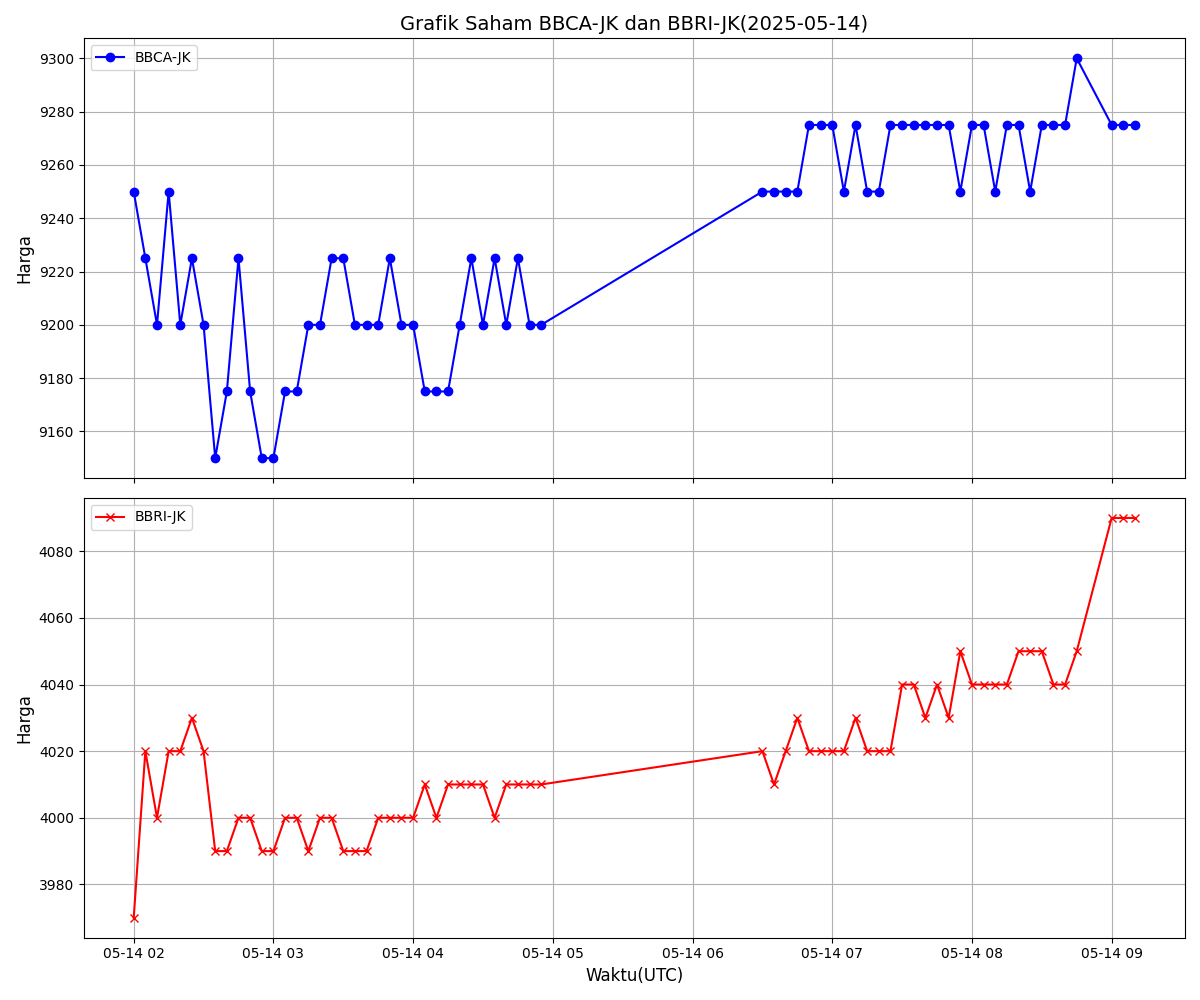 Grafik Saham BBCA-JK dan BBRI-JK(2025-05-14)
BBCA-JK
9300
9280
9260
9240
9220
9200
9180
9160
Harga
BBRI-JK
4080
4060
4040
4020
4000
3980
Harga
05-14 02 05-14 03 05-14 04 05-14 05 05-14 06 05-14 07 05-14 08 05-14 09
Waktu(UTC)